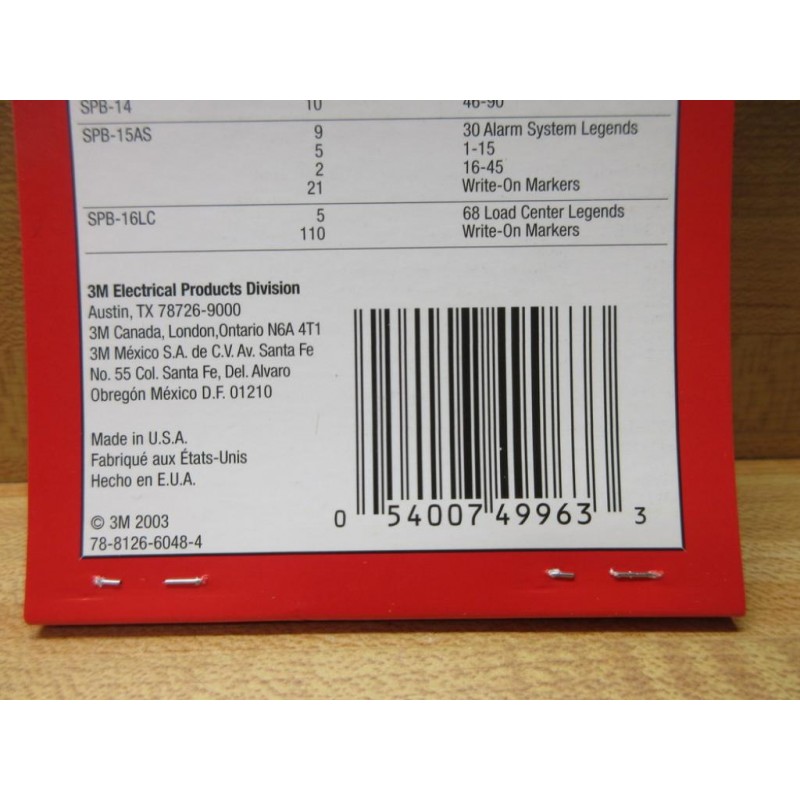 SPB-14 10 46-90
SPB-15AS 9 30 Alarm System Legends
5 1-15
2 16-45
21 Write-On Markers
SPB-16LC 5 68 Load Center Legends
110 Write-On Markers
3M Electrical Products Division
Austin, TX 78726-9000
3M Canada, London,Ontario N6A 4T1
3M México S.A. de C.V. Av. Santa Fe
No. 55 Col. Santa Fe, Del. Alvaro
Obregón México D.F. 01210
Made in U.S.A.
Fabriqué aux États-Unis
Hecho en E.U.A.
© 3M 2003
78-8126-6048-4
0 54007 49963 3